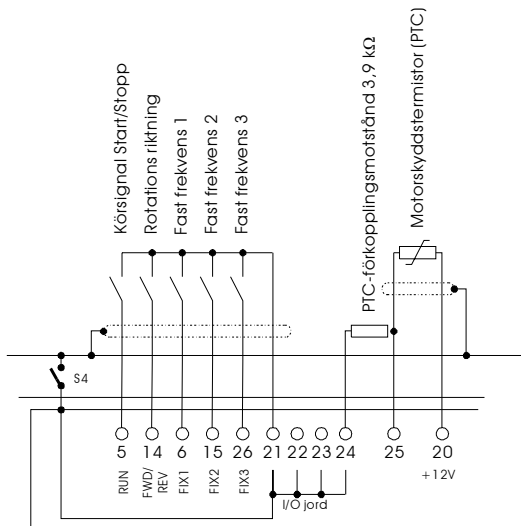 Körsignal Start/Stopp
Rotations riktning
Fast frekvens 1
Fast frekvens 2
Fast frekvens 3
PTC-förkopplingsmotstånd 3,9 kΩ
Motorskyddstermistor (PTC)
S4
5 14 6 15 26 21 22 23 24 25 20
RUN
FWD/
REV
FIX1
FIX2
FIX3
I/O jord
+12V